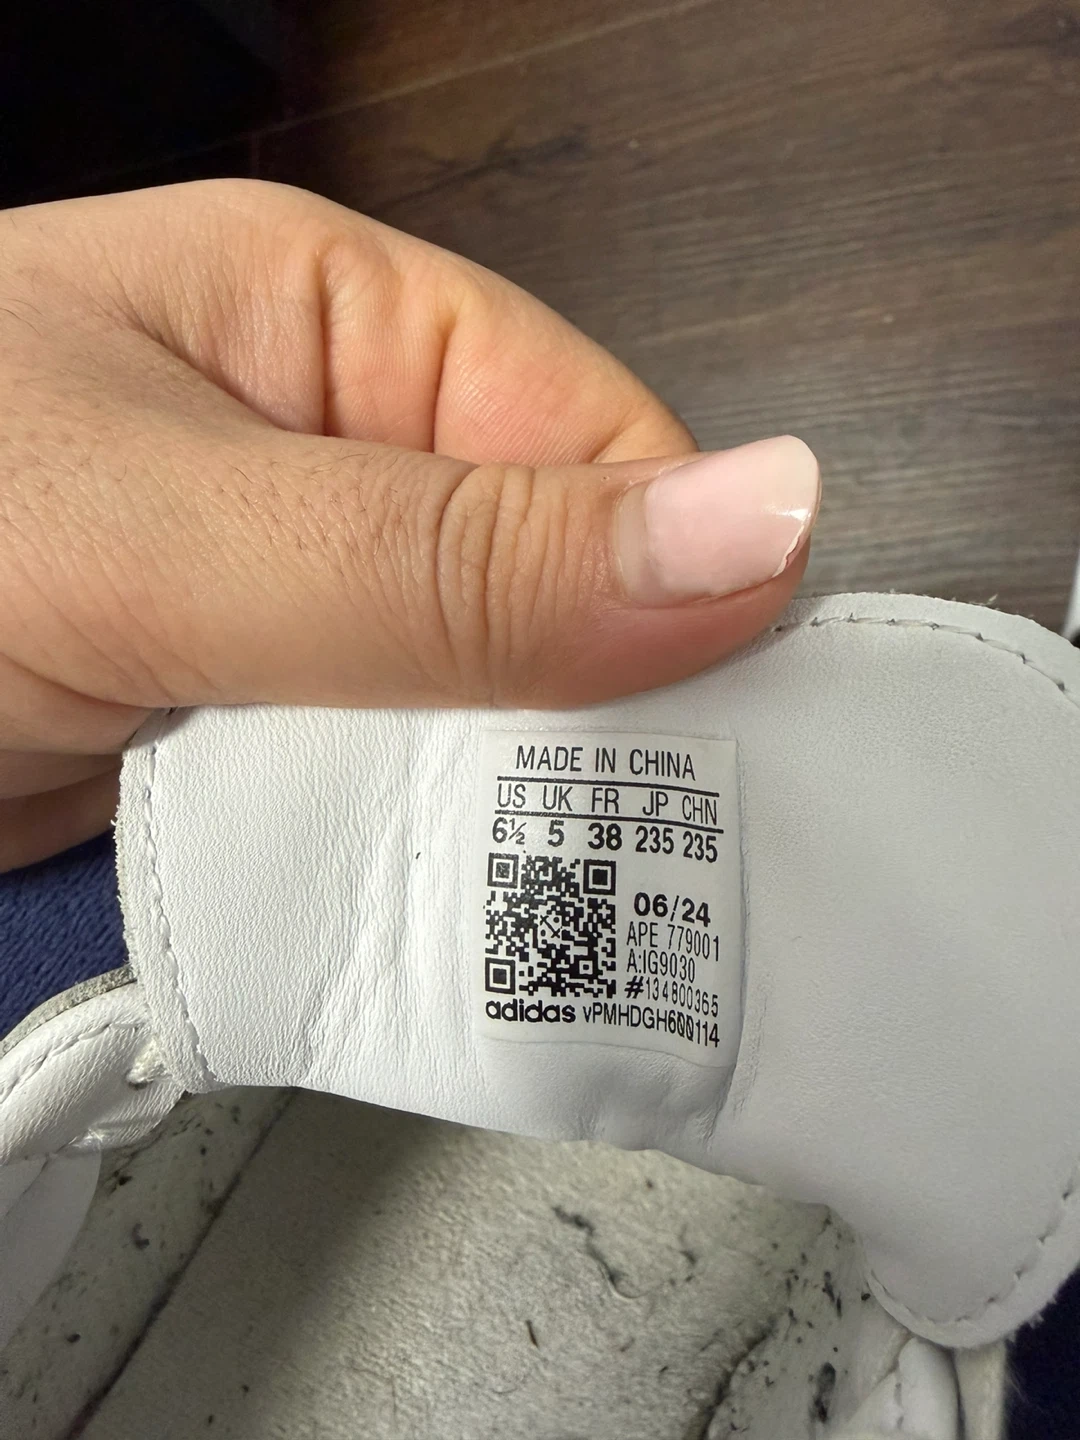 MADE IN CHINA
US UK FR JP CHN
6½ 5 38 235 235
06/24
APE 779001
A:IG9030
#134800365
adidas vPMHDGH600114